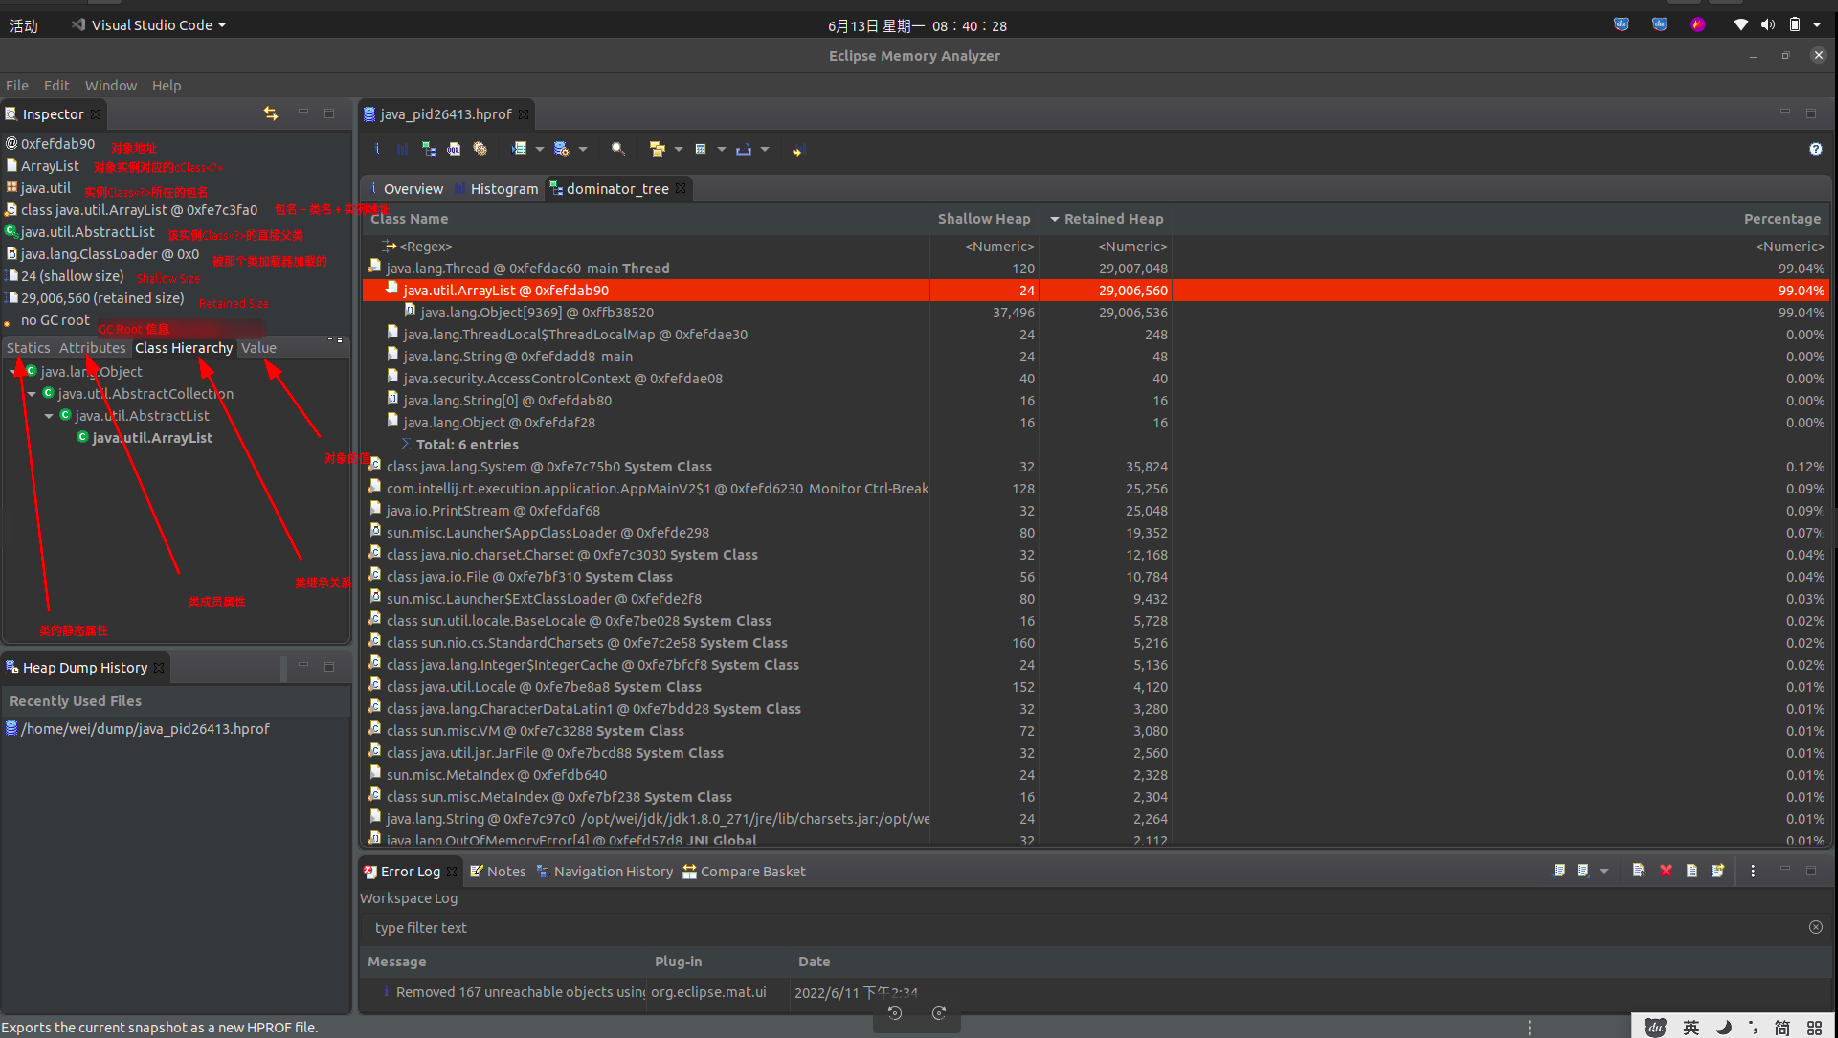 活动
Visual Studio Code
6月13日 星期一 08：40：28
Eclipse Memory Analyzer
File Edit Window Help
Inspector
@ 0xfefdab90 对象地址
ArrayList 对象实例对应的cClass<?>
java.util 实例Class<?>所在的包名
class java.util.ArrayList @ 0xfe7c3fa0 包名 + 类名 + 实例地址
java.util.AbstractList 该实例Class<?>的直接父类
java.lang.ClassLoader @ 0x0 被那个类加载器加载的
24 (shallow size) Shallow Size
29,006,560 (retained size) Retained Size
no GC root GC Root 信息
Statics Attributes Class Hierarchy Value
java.lang.Object
java.util.AbstractCollection
java.util.AbstractList
java.util.ArrayList
对象的值
类继承关系
类成员属性
类的静态属性
Heap Dump History
Recently Used Files
/home/wei/dump/java_pid26413.hprof
java_pid26413.hprof
Overview Histogram dominator_tree
Class Name Shallow Heap Retained Heap Percentage
<Regex> <Numeric> <Numeric> <Numeric>
java.lang.Thread @ 0xfefdac60 main Thread 120 29,007,048 99.04%
java.util.ArrayList @ 0xfefdab90 24 29,006,560 99.04%
java.lang.Object[9369] @ 0xffb38520 37,496 29,006,536 99.04%
java.lang.ThreadLocal$ThreadLocalMap @ 0xfefdae30 24 248 0.00%
java.lang.String @ 0xfefdadd8 main 24 48 0.00%
java.security.AccessControlContext @ 0xfefdae08 40 40 0.00%
java.lang.String[0] @ 0xfefdab80 16 16 0.00%
java.lang.Object @ 0xfefdaf28 16 16 0.00%
Total: 6 entries
class java.lang.System @ 0xfe7c75b0 System Class 32 35,824 0.12%
com.intellij.rt.execution.application.AppMainV2$1 @ 0xfefd6230 Monitor Ctrl-Break 128 25,256 0.09%
java.io.PrintStream @ 0xfefdaf68 32 25,048 0.09%
sun.misc.Launcher$AppClassLoader @ 0xfefde298 80 19,352 0.07%
class java.nio.charset.Charset @ 0xfe7c3030 System Class 32 12,168 0.04%
class java.io.File @ 0xfe7bf310 System Class 56 10,784 0.04%
sun.misc.Launcher$ExtClassLoader @ 0xfefde2f8 80 9,432 0.03%
class sun.util.locale.BaseLocale @ 0xfe7be028 System Class 16 5,728 0.02%
class sun.nio.cs.StandardCharsets @ 0xfe7c2e58 System Class 160 5,216 0.02%
class java.lang.Integer$IntegerCache @ 0xfe7bfcf8 System Class 24 5,136 0.02%
class java.util.Locale @ 0xfe7be8a8 System Class 152 4,120 0.01%
class java.lang.CharacterDataLatin1 @ 0xfe7bdd28 System Class 32 3,280 0.01%
class sun.misc.VM @ 0xfe7c3288 System Class 72 3,080 0.01%
class java.util.jar.JarFile @ 0xfe7bcd88 System Class 32 2,560 0.01%
sun.misc.MetaIndex @ 0xfefdb640 24 2,328 0.01%
class sun.misc.MetaIndex @ 0xfe7bf238 System Class 16 2,304 0.01%
java.lang.String @ 0xfe7c97c0 /opt/wei/jdk/jdk1.8.0_271/jre/lib/charsets.jar:/opt/we 24 2,264 0.01%
java.lang.OutOfMemoryError[4] @ 0xfefd57d8 JNI Global 32 2,112 0.01%
Error Log Notes Navigation History Compare Basket
Workspace Log
type filter text
Message Plug-in Date
Removed 167 unreachable objects using org.eclipse.mat.ui 2022/6/11 下午2:34
Exports the current snapshot as a new HPROF file.
du 英 简